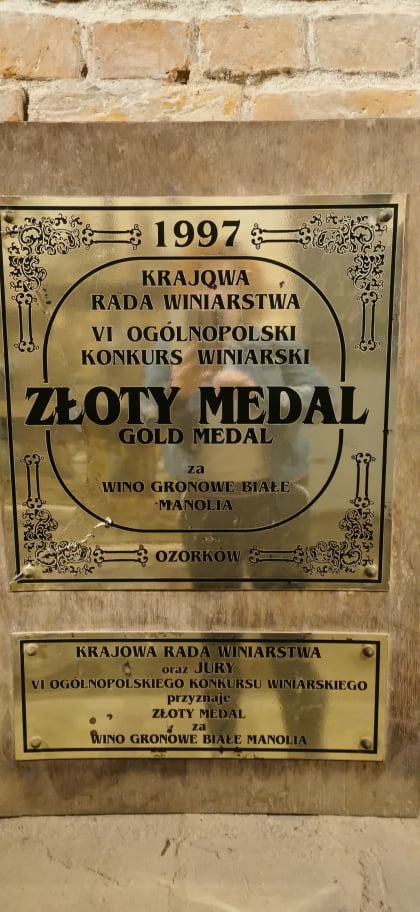 1997
KRAJOWA
RADA WINIARSTWA
VI OGÓLNOPOLSKI
KONKURS WINIARSKI
ZŁOTY MEDAL
GOLD MEDAL
za
WINO GRONOWE BIAŁE
MANOLIA
OZORKÓW
KRAJOWA RADA WINIARSTWA
oraz JURY
VI OGÓLNOPOLSKIEGO KONKURSU WINIARSKIEGO
przyznaje
ZŁOTY MEDAL
za
WINO GRONOWE BIAŁE MANOLIA